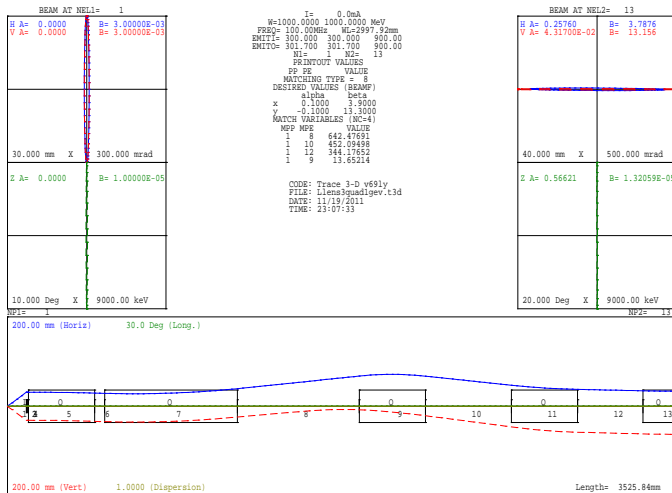 BEAM AT NEL1= 1
H A= 0.0000 B= 3.00000E-03
V A= 0.0000 B= 3.00000E-03
30.000 mm X 300.000 mrad
Z A= 0.0000 B= 1.00000E-05
10.000 Deg X 9000.00 keV
NP1= 1
I= 0.0mA
W=1000.0000 1000.0000 MeV
FREQ= 100.00MHz WL=2997.92mm
EMITI= 300.000 300.000 900.00
EMITO= 301.700 301.700 900.00
N1= 1 N2= 13
PRINTOUT VALUES
PP PE VALUE
MATCHING TYPE = 8
DESIRED VALUES (BEAMF)
alpha beta
x 0.1000 3.9000
y -0.1000 13.3000
MATCH VARIABLES (NC=4)
MPP MPE VALUE
1 8 642.47691
1 10 452.09498
1 12 344.17652
1 9 13.65214
CODE: Trace 3-D v69ly
FILE: Llens3quad1gev.t3d
DATE: 11/19/2011
TIME: 23:07:33
BEAM AT NEL2= 13
H A= 0.25760 B= 3.7876
V A= 4.31700E-02 B= 13.156
40.000 mm X 500.000 mrad
Z A= 0.56621 B= 1.32059E-05
20.000 Deg X 9000.00 keV
NP2= 13
200.00 mm (Horiz) 30.0 Deg (Long.)
Q Q Q Q Q
5 6 7 8 9 10 11 12 13
200.00 mm (Vert) 1.0000 (Dispersion)
Length= 3525.84mm